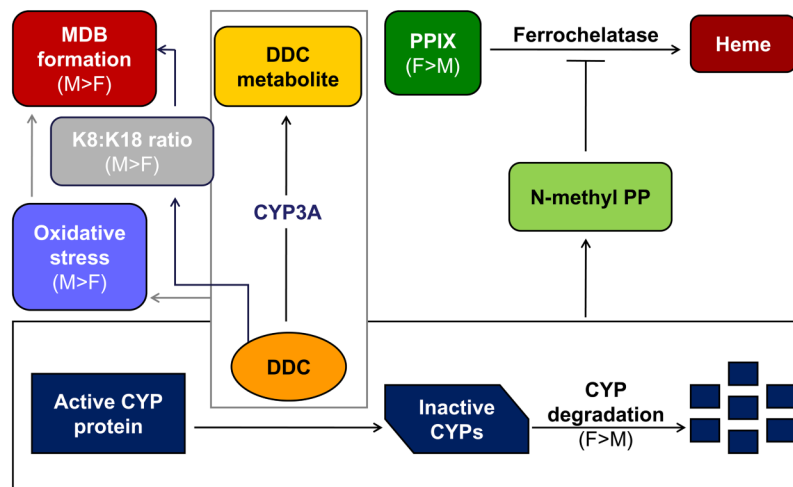 MDB
formation
(M>F)
DDC
metabolite
PPIX
(F>M)
Ferrochelatase
Heme
K8:K18 ratio
(M>F)
N-methyl PP
CYP3A
Oxidative
stress
(M>F)
DDC
Active CYP
protein
Inactive
CYPs
CYP
degradation
(F>M)